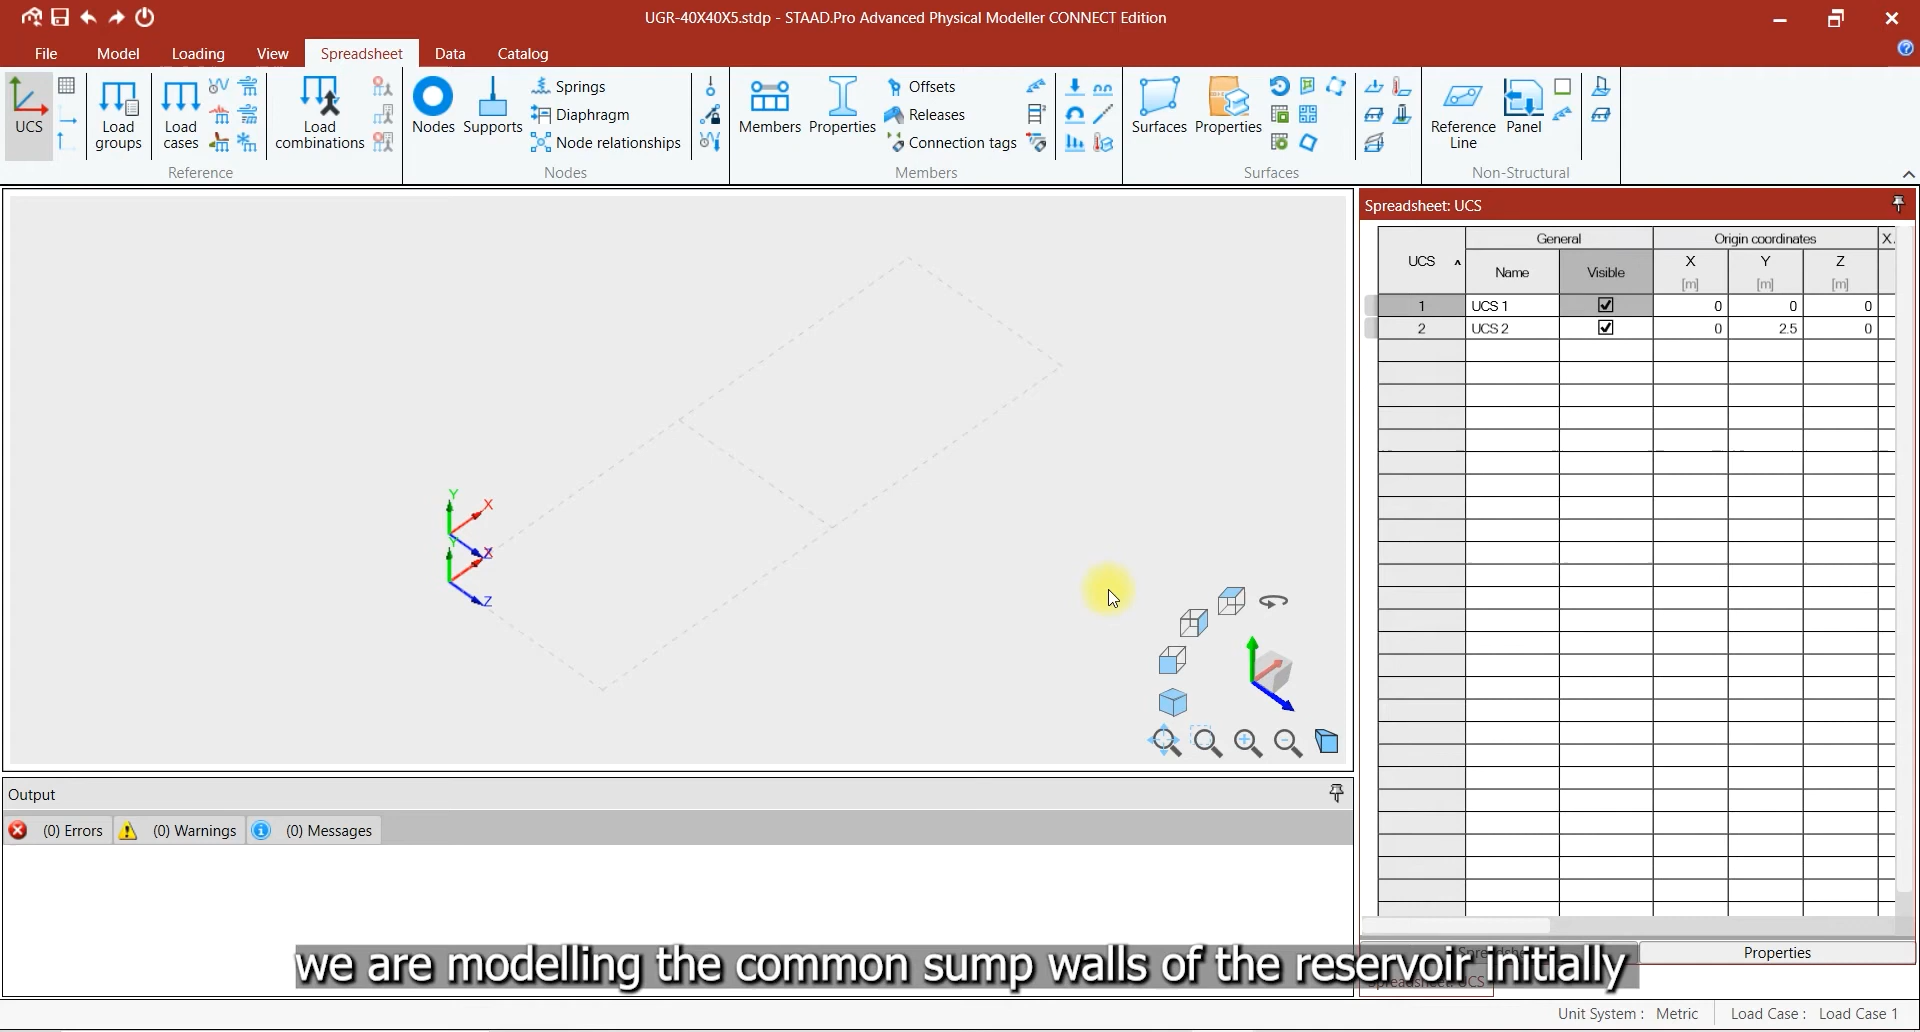 UGR-40X40X5.stdp - STAAD.Pro Advanced Physical Modeller CONNECT Edition
File Model Loading View Spreadsheet Data Catalog
UCS
Load groups
Load cases
Load combinations
Reference
Nodes
Supports
Springs
Diaphragm
Node relationships
Nodes
Members
Properties
Offsets
Releases
Connection tags
Members
Surfaces
Properties
Surfaces
Reference Line
Panel
Non-Structural
Spreadsheet: UCS
General Origin coordinates X
UCS Name Visible X Y Z
[m] [m] [m]
1 UCS 1 0 0 0
2 UCS 2 0 2.5 0
Y
X
Y
Z
X
Z
Output
(0) Errors (0) Warnings (0) Messages
Properties
we are modelling the common sump walls of the reservoir initially
Spreadsheet: UCS
Unit System : Metric Load Case : Load Case 1